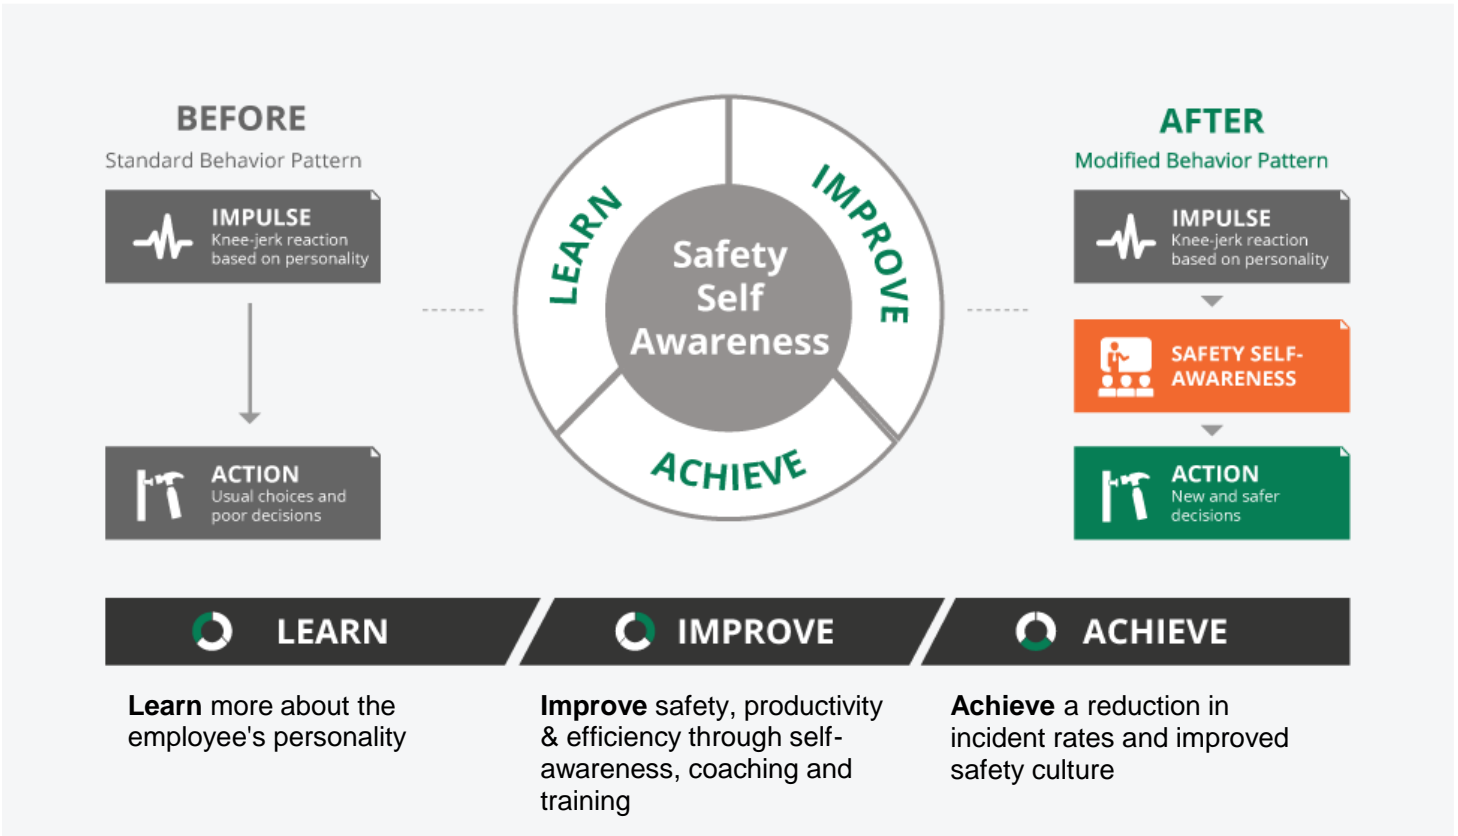 BEFORE
Standard Behavior Pattern
IMPULSE
Knee-jerk reaction
based on personality
ACTION
Usual choices and
poor decisions
LEARN
IMPROVE
ACHIEVE
Safety
Self
Awareness
AFTER
Modified Behavior Pattern
IMPULSE
Knee-jerk reaction
based on personality
SAFETY SELF-
AWARENESS
ACTION
New and safer
decisions
LEARN
Learn more about the
employee's personality
IMPROVE
Improve safety, productivity
& efficiency through self-
awareness, coaching and
training
ACHIEVE
Achieve a reduction in
incident rates and improved
safety culture